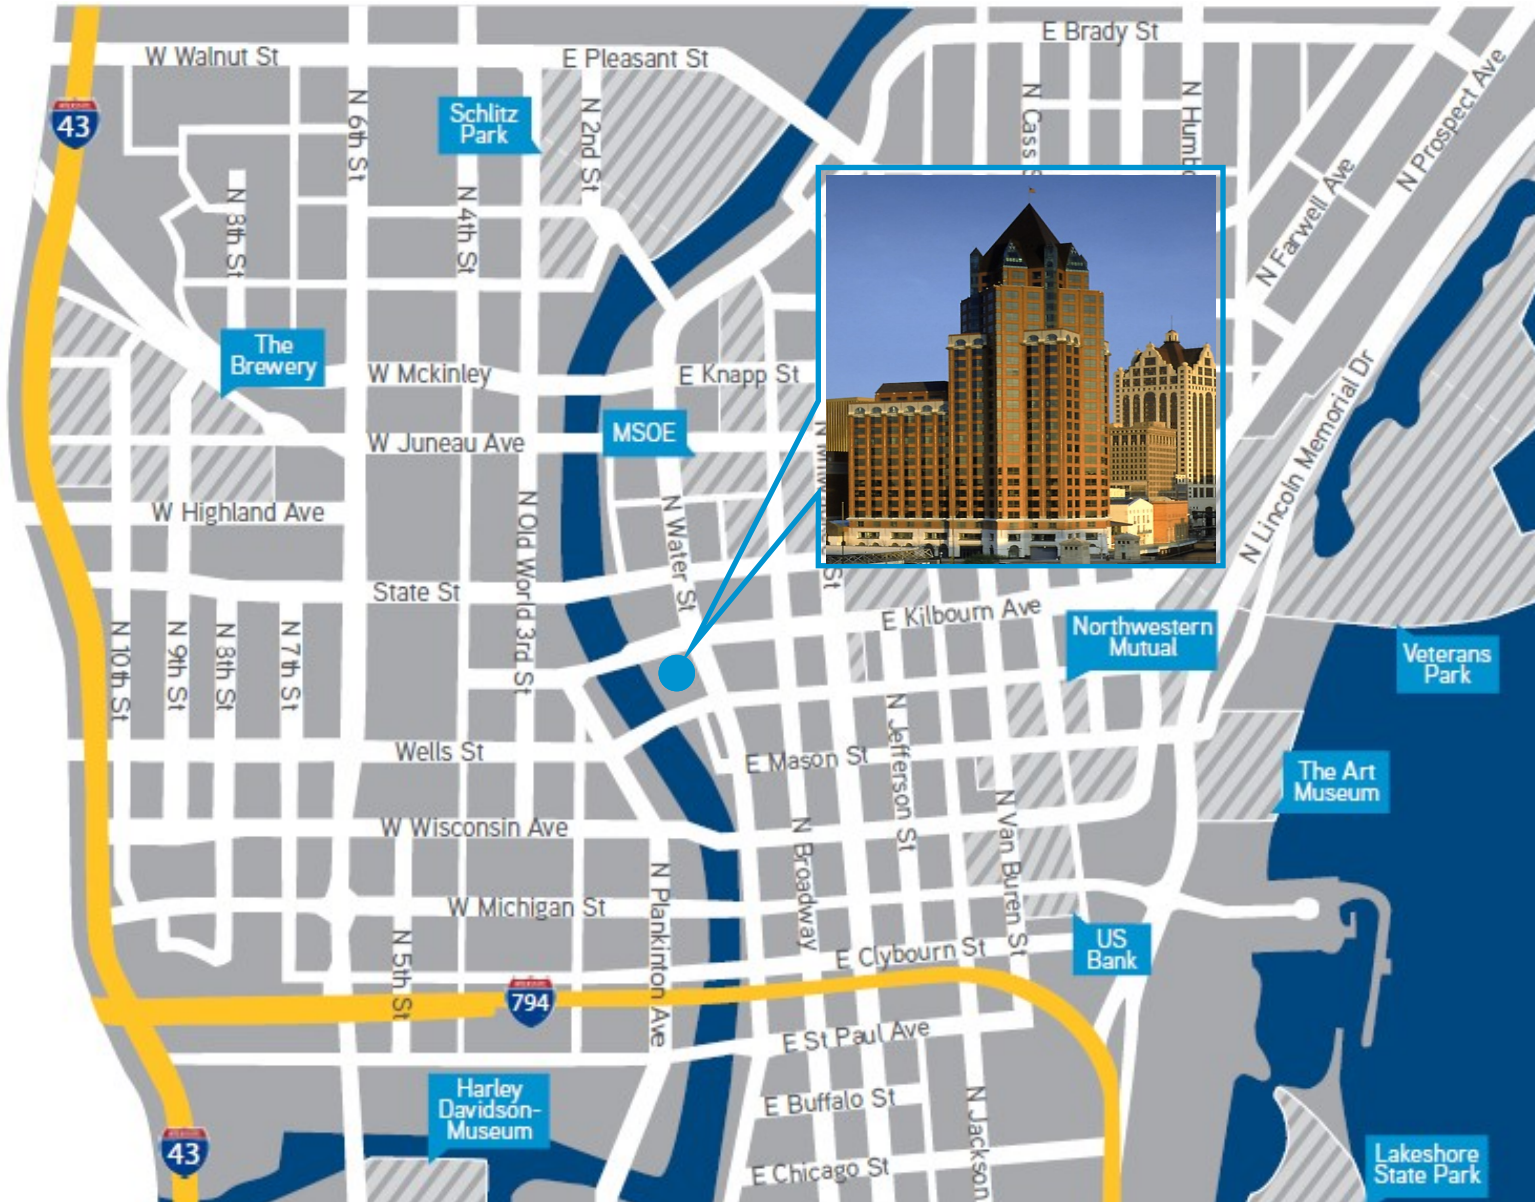 W Walnut St
E Pleasant St
E Brady St
43
N 6th St
Schlitz
Park
N 2nd St
N Cass
N Prospect Ave
N 8th St
N 4th St
N Farwell Ave
The
Brewery
W Mckinley
E Knapp St
MSOE
W Juneau Ave
N Lincoln Memorial Dr
W Highland Ave
N Water St
N Old World 3rd St
State St
St
E Kilbourn Ave
Northwestern
Mutual
Veterans
Park
N 10th St
N 9th St
N 8th St
N 7th St
Wells St
E Mason St
N Jefferson St
The Art
Museum
W Wisconsin Ave
N Broadway
N Van Buren St
W Michigan St
N Plankinton Ave
N 5th St
E Clybourn St
US
Bank
794
E St Paul Ave
Harley
Davidson-
Museum
E Buffalo St
N Jackson
43
E Chicago St
Lakeshore
State Park